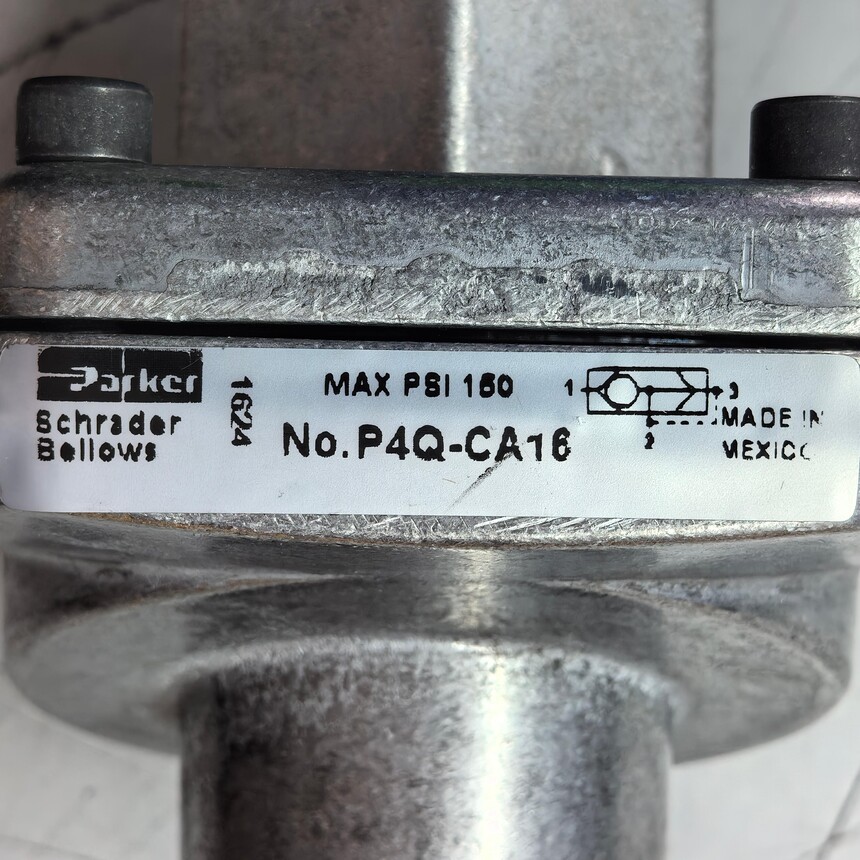 Parker
Schrader
Bellows
1624
MAX PSI 150
No.P4Q-CA16
1
2
3
MADE IN
MEXICO